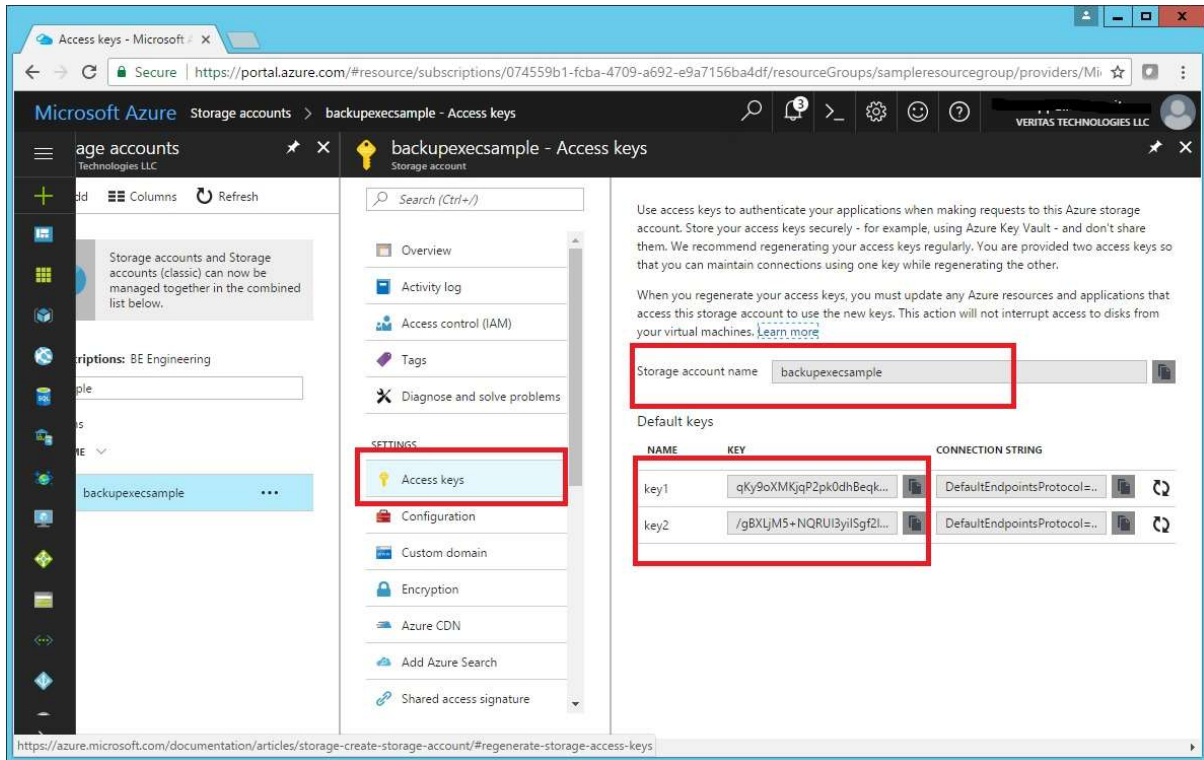 Access keys - Microsoft A
Secure
https://portal.azure.com/#resource/subscriptions/074559b1-fcba-4709-a692-e9a7156ba4df/resourceGroups/sampleresourcegroup/providers/Mi
Microsoft Azure Storage accounts > backupexecsample - Access keys
3
VERITAS TECHNOLOGIES LLC
age accounts
Technologies LLC
dd Columns Refresh
Storage accounts and Storage
accounts (classic) can now be
managed together in the combined
list below.
criptions: BE Engineering
ple
ns
ME
backupexecsample ...
backupexecsample - Access keys
Storage account
Search (Ctrl+/)
Overview
Activity log
Access control (IAM)
Tags
Diagnose and solve problems
SETTINGS
Access keys
Configuration
Custom domain
Encryption
Azure CDN
Add Azure Search
Shared access signature
Use access keys to authenticate your applications when making requests to this Azure storage
account. Store your access keys securely - for example, using Azure Key Vault - and don't share
them. We recommend regenerating your access keys regularly. You are provided two access keys so
that you can maintain connections using one key while regenerating the other.
When you regenerate your access keys, you must update any Azure resources and applications that
access this storage account to use the new keys. This action will not interrupt access to disks from
your virtual machines. Learn more
Storage account name backupexecsample
Default keys
NAME KEY CONNECTION STRING
key1 qKy9oXMKjqP2pk0dhBeqk... DefaultEndpointsProtocol=..
key2 /gBXLjM5+NQRUI3yiISgf2I... DefaultEndpointsProtocol=..
https://azure.microsoft.com/documentation/articles/storage-create-storage-account/#regenerate-storage-access-keys